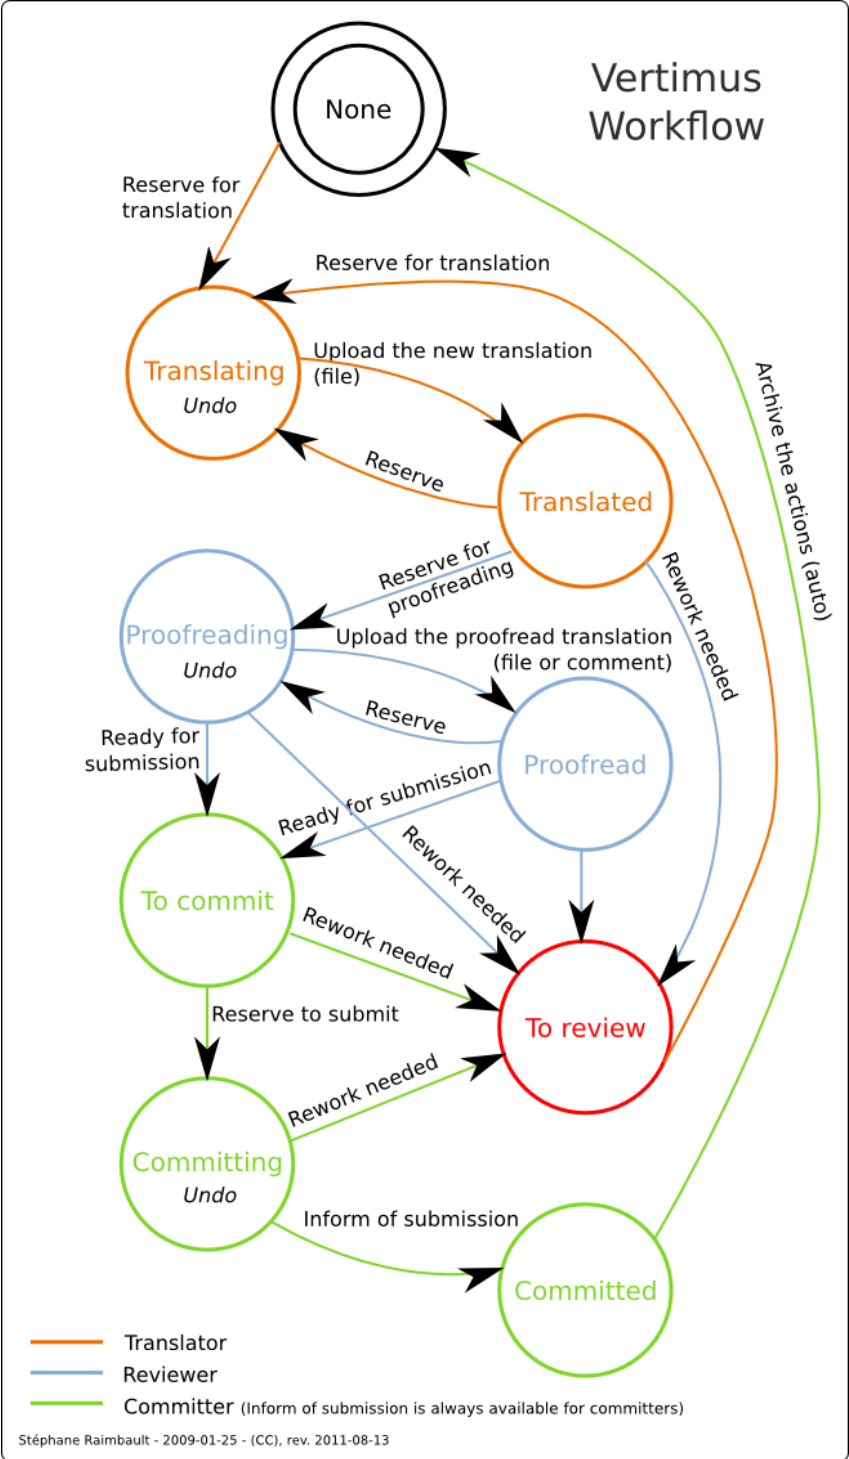 Vertimus
Workflow
None
Reserve for
translation
Reserve for translation
Upload the new translation
(file)
Translating
Undo
Reserve
Translated
Archive the actions (auto)
Reserve for
proofreading
Rework needed
Proofreading
Undo
Upload the proofread translation
(file or comment)
Reserve
Ready for
submission
Proofread
Ready for submission
Rework needed
To commit
Rework needed
Reserve to submit
To review
Rework needed
Committing
Undo
Inform of submission
Committed
Translator
Reviewer
Committer (Inform of submission is always available for committers)
Stéphane Raimbault - 2009-01-25 - (CC), rev. 2011-08-13